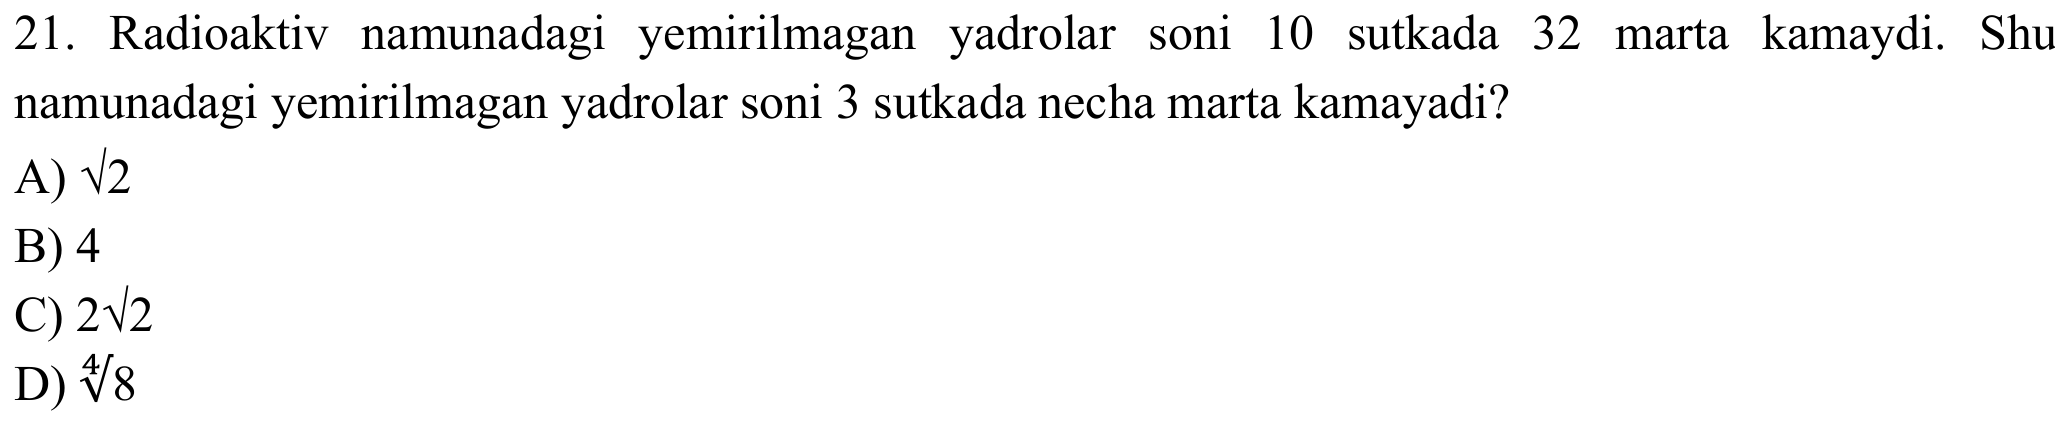 21. Radioaktiv namunadagi yemirilmagan yadrolar soni 10 sutkada 32 marta kamaydi. Shu
namunadagi yemirilmagan yadrolar soni 3 sutkada necha marta kamayadi?
A) √2
B) 4
C) 2√2
D) ∜8